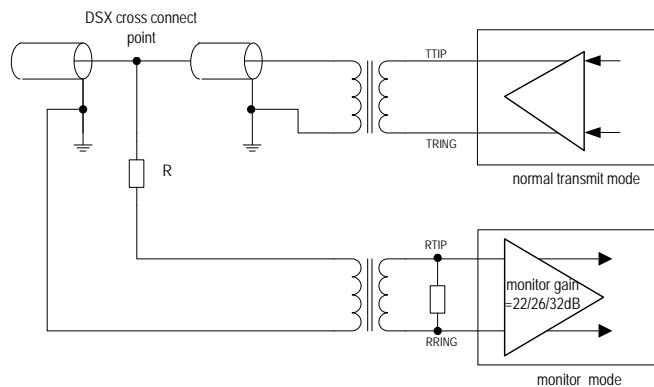 DSX cross connect
point
TTIP
TRING
normal transmit mode
R
RTIP
monitor gain
=22/26/32dB
RRING
monitor mode